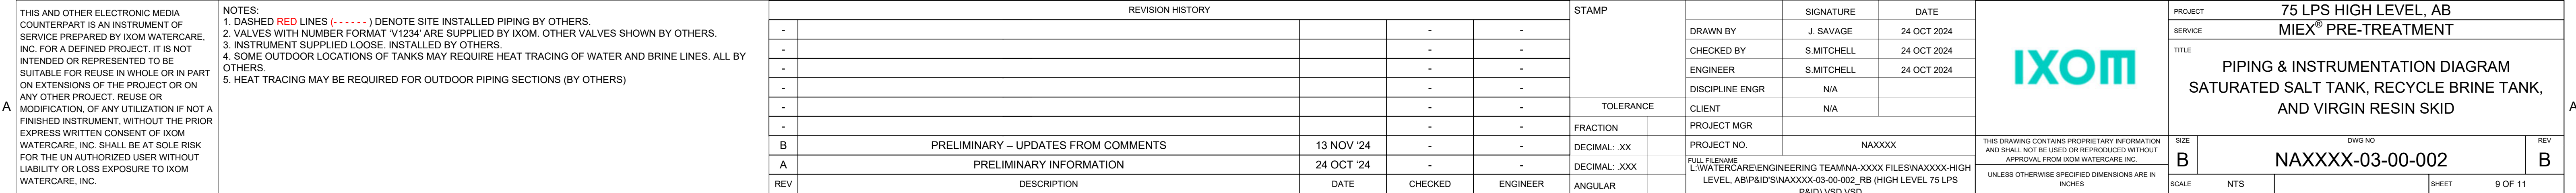 A
THIS AND OTHER ELECTRONIC MEDIA
COUNTERPART IS AN INSTRUMENT OF
SERVICE PREPARED BY IXOM WATERCARE,
INC. FOR A DEFINED PROJECT. IT IS NOT
INTENDED OR REPRESENTED TO BE
SUITABLE FOR REUSE IN WHOLE OR IN PART
ON EXTENSIONS OF THE PROJECT OR ON
ANY OTHER PROJECT. REUSE OR
MODIFICATION, OF ANY UTILIZATION IF NOT A
FINISHED INSTRUMENT, WITHOUT THE PRIOR
EXPRESS WRITTEN CONSENT OF IXOM
WATERCARE, INC. SHALL BE AT SOLE RISK
FOR THE UN AUTHORIZED USER WITHOUT
LIABILITY OR LOSS EXPOSURE TO IXOM
WATERCARE, INC.
NOTES:
1. DASHED RED LINES (- - - - - - ) DENOTE SITE INSTALLED PIPING BY OTHERS.
2. VALVES WITH NUMBER FORMAT ‘V1234’ ARE SUPPLIED BY IXOM. OTHER VALVES SHOWN BY OTHERS.
3. INSTRUMENT SUPPLIED LOOSE. INSTALLED BY OTHERS.
4. SOME OUTDOOR LOCATIONS OF TANKS MAY REQUIRE HEAT TRACING OF WATER AND BRINE LINES. ALL BY
OTHERS.
5. HEAT TRACING MAY BE REQUIRED FOR OUTDOOR PIPING SECTIONS (BY OTHERS)
REVISION HISTORY
- - -
- - -
- - -
- - -
- - -
- - -
B PRELIMINARY – UPDATES FROM COMMENTS 13 NOV ‘24 - -
A PRELIMINARY INFORMATION 24 OCT ‘24 - -
REV DESCRIPTION DATE CHECKED ENGINEER
STAMP
TOLERANCE
FRACTION
DECIMAL: .XX
DECIMAL: .XXX
ANGULAR
SIGNATURE DATE
DRAWN BY J. SAVAGE 24 OCT 2024
CHECKED BY S.MITCHELL 24 OCT 2024
ENGINEER S.MITCHELL 24 OCT 2024
DISCIPLINE ENGR N/A
CLIENT N/A
PROJECT MGR
PROJECT NO. NAXXXX
FULL FILENAME
L:\WATERCARE\ENGINEERING TEAM\NA-XXXX FILES\NAXXXX-HIGH
LEVEL, AB\P&ID'S\NAXXXX-03-00-002_RB (HIGH LEVEL 75 LPS
P&ID).VSD.VSD
IXOM
THIS DRAWING CONTAINS PROPRIETARY INFORMATION
AND SHALL NOT BE USED OR REPRODUCED WITHOUT
APPROVAL FROM IXOM WATERCARE INC.
UNLESS OTHERWISE SPECIFIED DIMENSIONS ARE IN
INCHES
PROJECT 75 LPS HIGH LEVEL, AB
SERVICE MIEX® PRE-TREATMENT
TITLE
PIPING & INSTRUMENTATION DIAGRAM
SATURATED SALT TANK, RECYCLE BRINE TANK,
AND VIRGIN RESIN SKID
SIZE DWG NO REV
B NAXXXX-03-00-002 B
SCALE NTS SHEET 9 OF 11
A